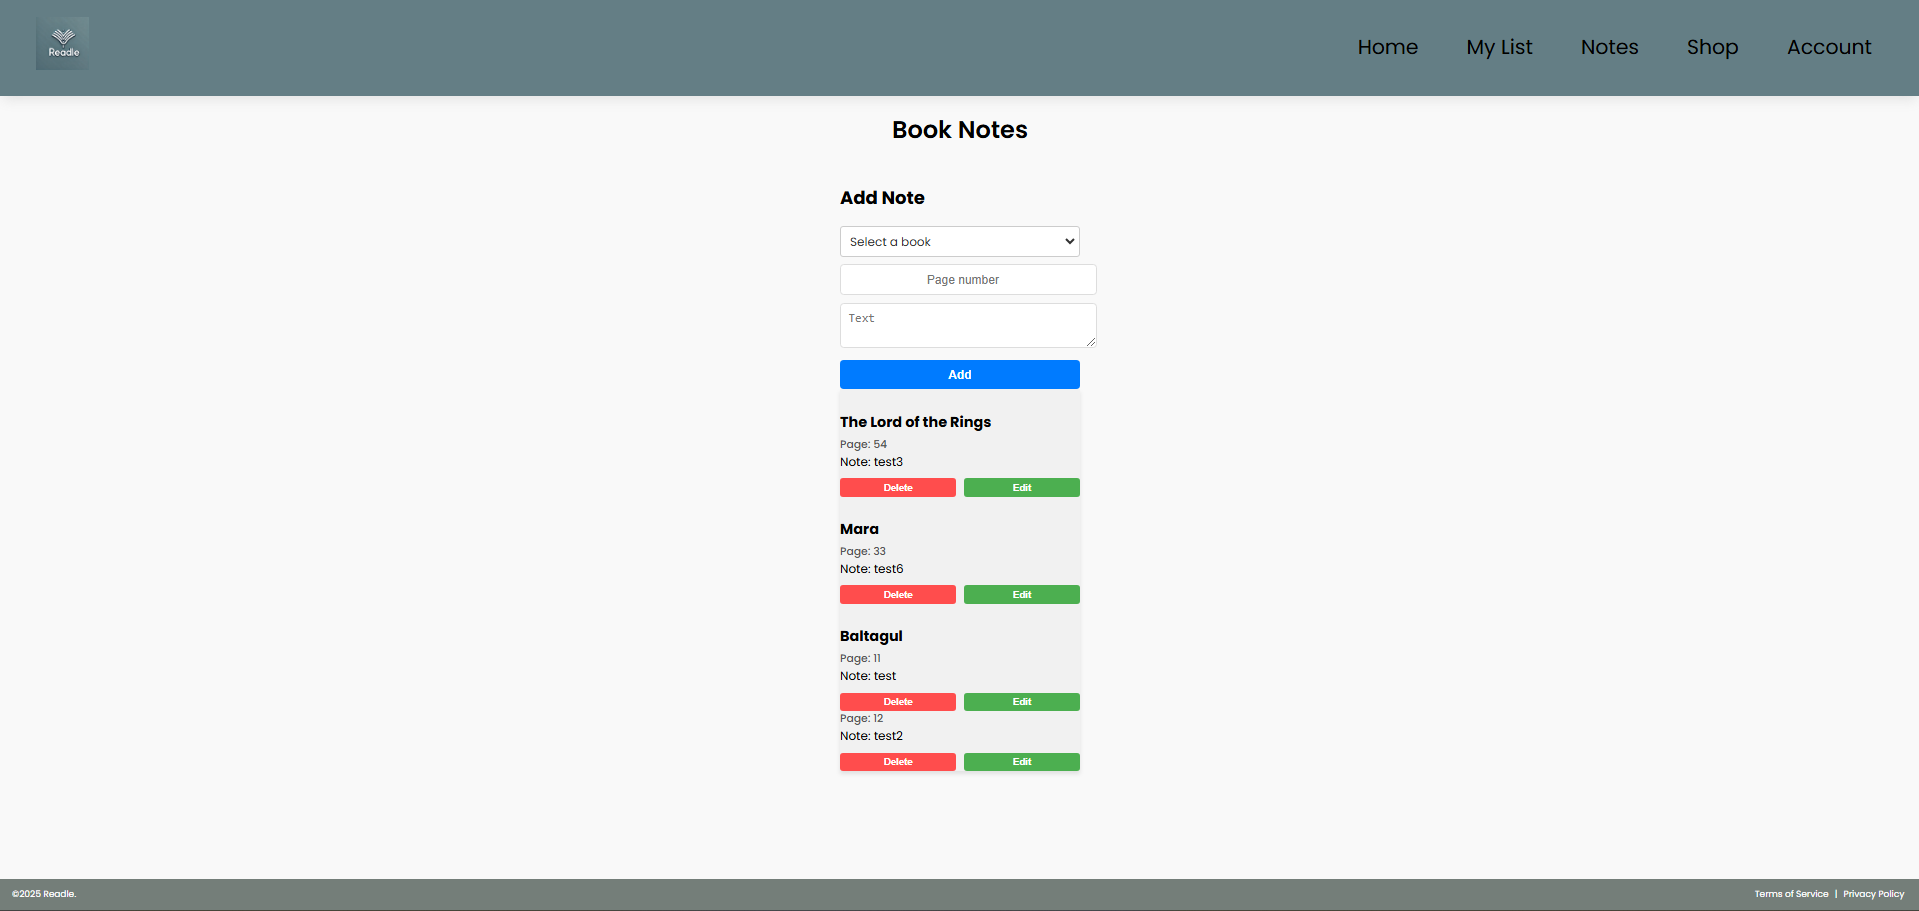 Readle
Home My List Notes Shop Account
Book Notes
Add Note
Select a book
Page number
Text
Add
The Lord of the Rings
Page: 54
Note: test3
Delete Edit
Mara
Page: 33
Note: test6
Delete Edit
Baltagul
Page: 11
Note: test
Delete Edit
Page: 12
Note: test2
Delete Edit
©2025 Readle. Terms of Service | Privacy Policy